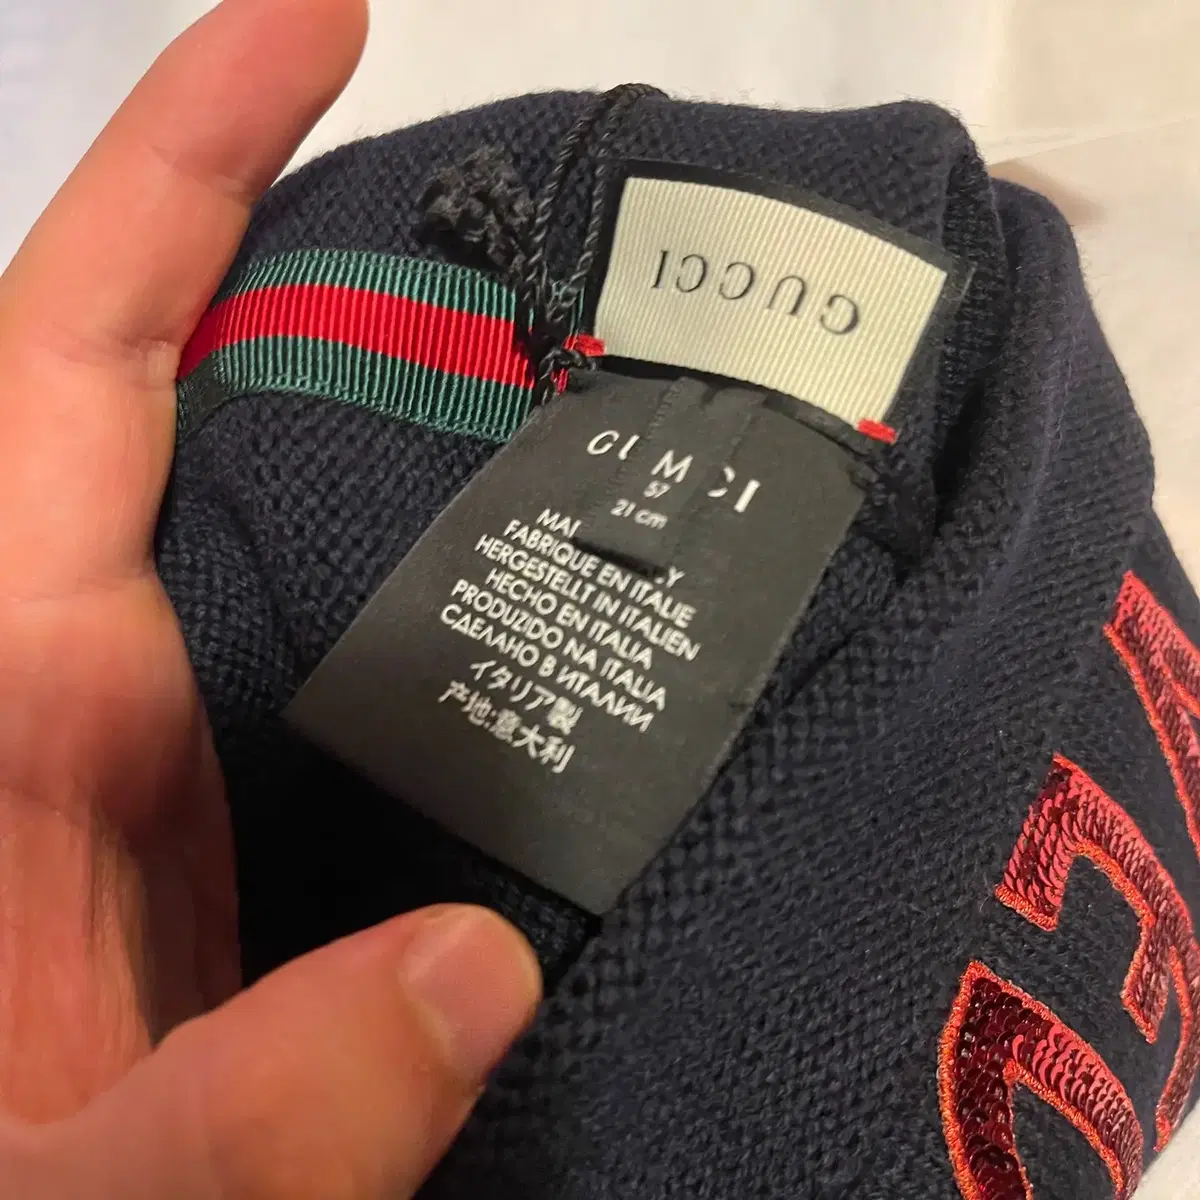 GUCCI
M
57
21 cm
FABRIQUE EN ITALIE
HERGESTELLT IN ITALIEN
HECHO EN ITALIA
PRODUZIDO NA ITALIA
СДЕЛАНО В ИТАЛИИ
イタリア製
产地:意大利